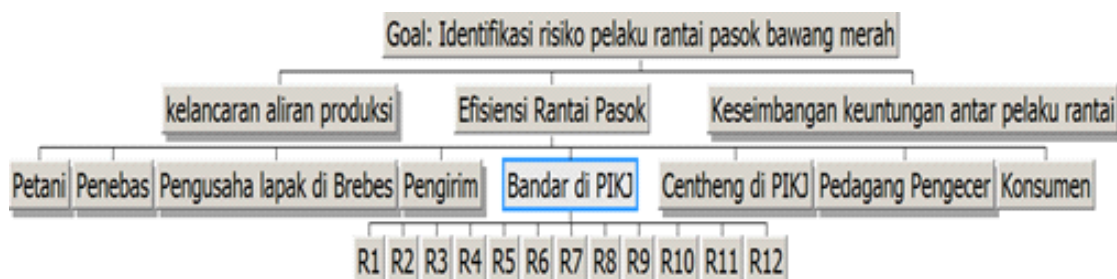 Goal: Identifikasi risiko pelaku rantai pasok bawang merah
kelancaran aliran produksi
Efisiensi Rantai Pasok
Keseimbangan keuntungan antar pelaku rantai
Petani
Penebas
Pengusaha lapak di Brebes
Pengirim
Bandar di PIKJ
Centheng di PIKJ
Pedagang Pengecer
Konsumen
R1
R2
R3
R4
R5
R6
R7
R8
R9
R10
R11
R12